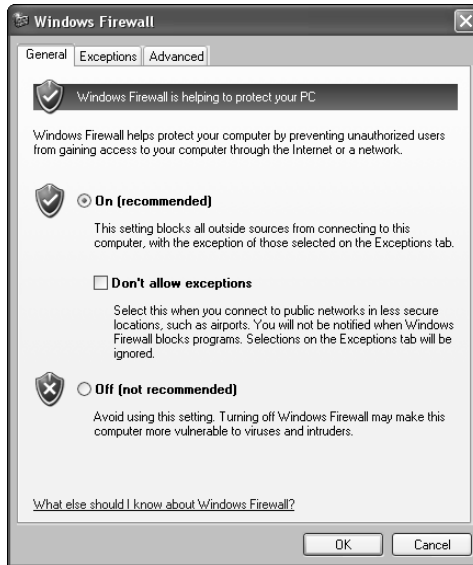 Windows Firewall
General Exceptions Advanced
Windows Firewall is helping to protect your PC
Windows Firewall helps protect your computer by preventing unauthorized users
from gaining access to your computer through the Internet or a network.
On (recommended)
This setting blocks all outside sources from connecting to this
computer, with the exception of those selected on the Exceptions tab.
Don't allow exceptions
Select this when you connect to public networks in less secure
locations, such as airports. You will not be notified when Windows
Firewall blocks programs. Selections on the Exceptions tab will be
ignored.
Off (not recommended)
Avoid using this setting. Turning off Windows Firewall may make this
computer more vulnerable to viruses and intruders.
What else should I know about Windows Firewall?
OK Cancel